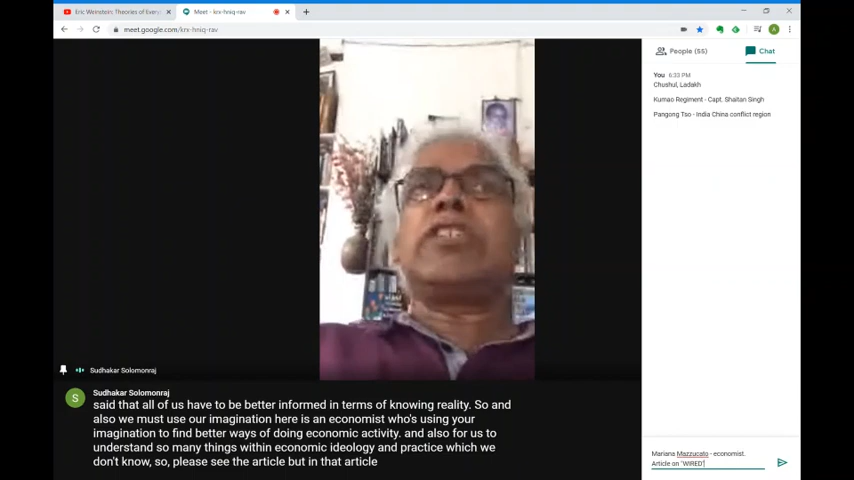 Eric Weinstein: Theories of Every
Meet - krx-hniq-rav
meet.google.com/krx-hniq-rav
People (55)
Chat
You 6:33 PM
Chushul, Ladakh
Kumao Regiment - Capt. Shaitan Singh
Pangong Tso - India China conflict region
Sudhakar Solomonraj
S
Sudhakar Solomonraj
said that all of us have to be better informed in terms of knowing reality. So and
also we must use our imagination here is an economist who's using your
imagination to find better ways of doing economic activity. and also for us to
understand so many things within economic ideology and practice which we
don't know, so, please see the article but in that article
Mariana Mazzucato - economist.
Article on "WIRED"